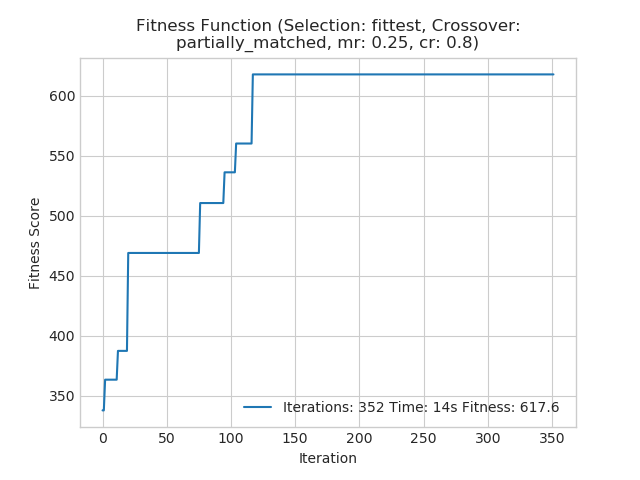 Fitness Function (Selection: fittest, Crossover:
partially_matched, mr: 0.25, cr: 0.8)
600
550
500
450
400
350
Fitness Score
Iterations: 352 Time: 14s Fitness: 617.6
0 50 100 150 200 250 300 350
Iteration